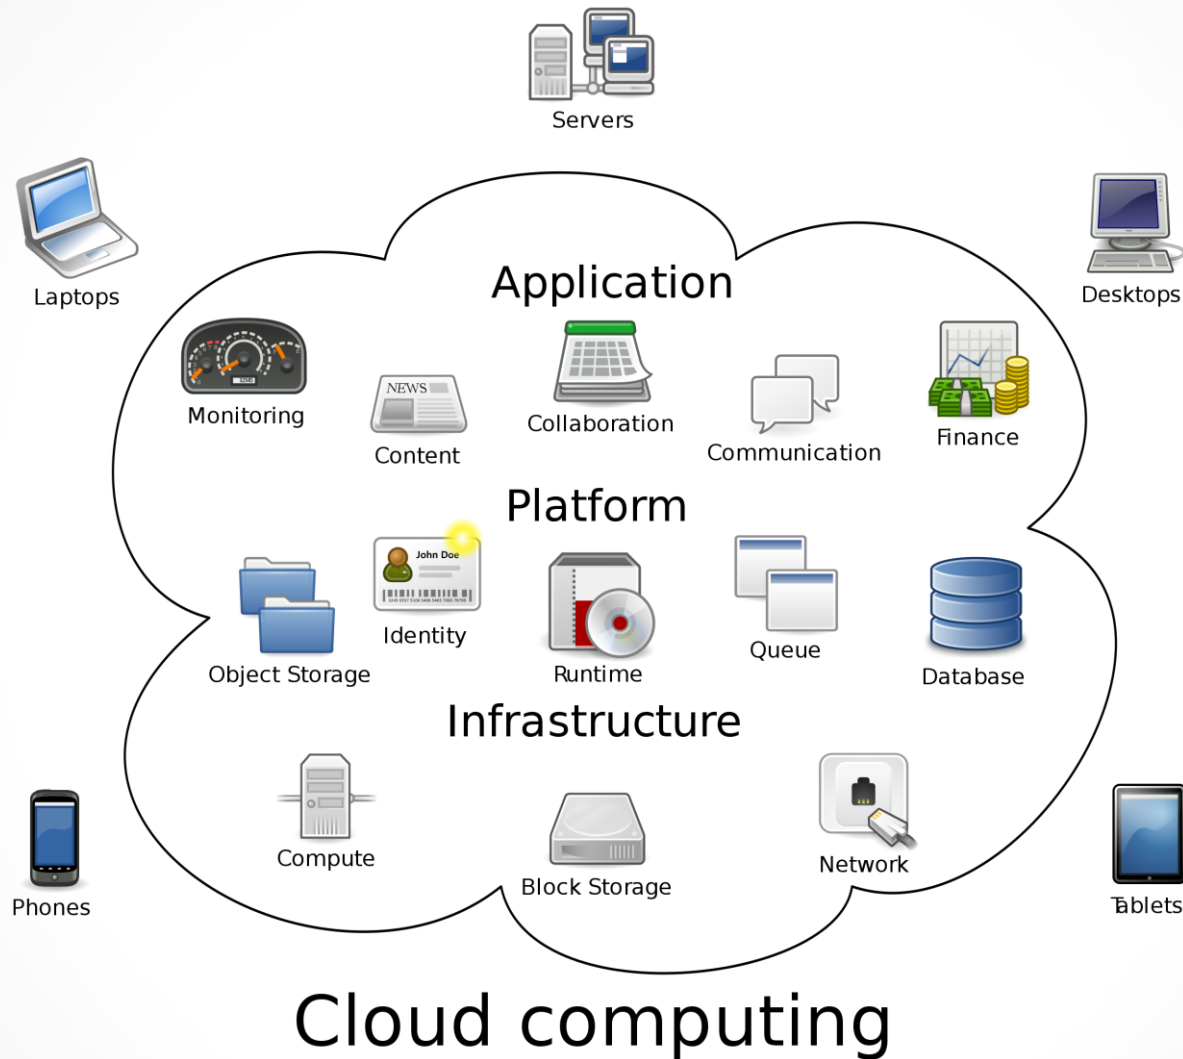 Servers
Laptops
Desktops
Application
Monitoring
NEWS
Content
Collaboration
Communication
Finance
Platform
John Doe
Object Storage
Identity
Runtime
Queue
Database
Infrastructure
Compute
Block Storage
Network
Phones
Tablets
Cloud computing